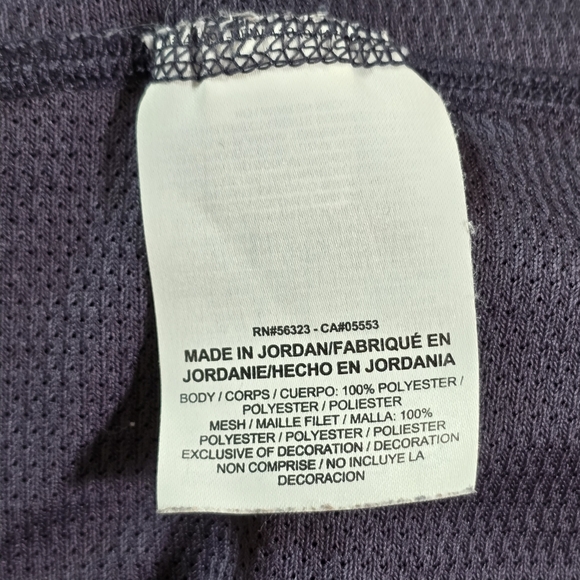 RN#56323 - CA#05553
MADE IN JORDAN/FABRIQUÉ EN
JORDANIE/HECHO EN JORDANIA
BODY / CORPS / CUERPO: 100% POLYESTER /
POLYESTER / POLIESTER
MESH / MAILLE FILET / MALLA: 100%
POLYESTER / POLYESTER / POLIESTER
EXCLUSIVE OF DECORATION / DECORATION
NON COMPRISE / NO INCLUYE LA
DECORACION